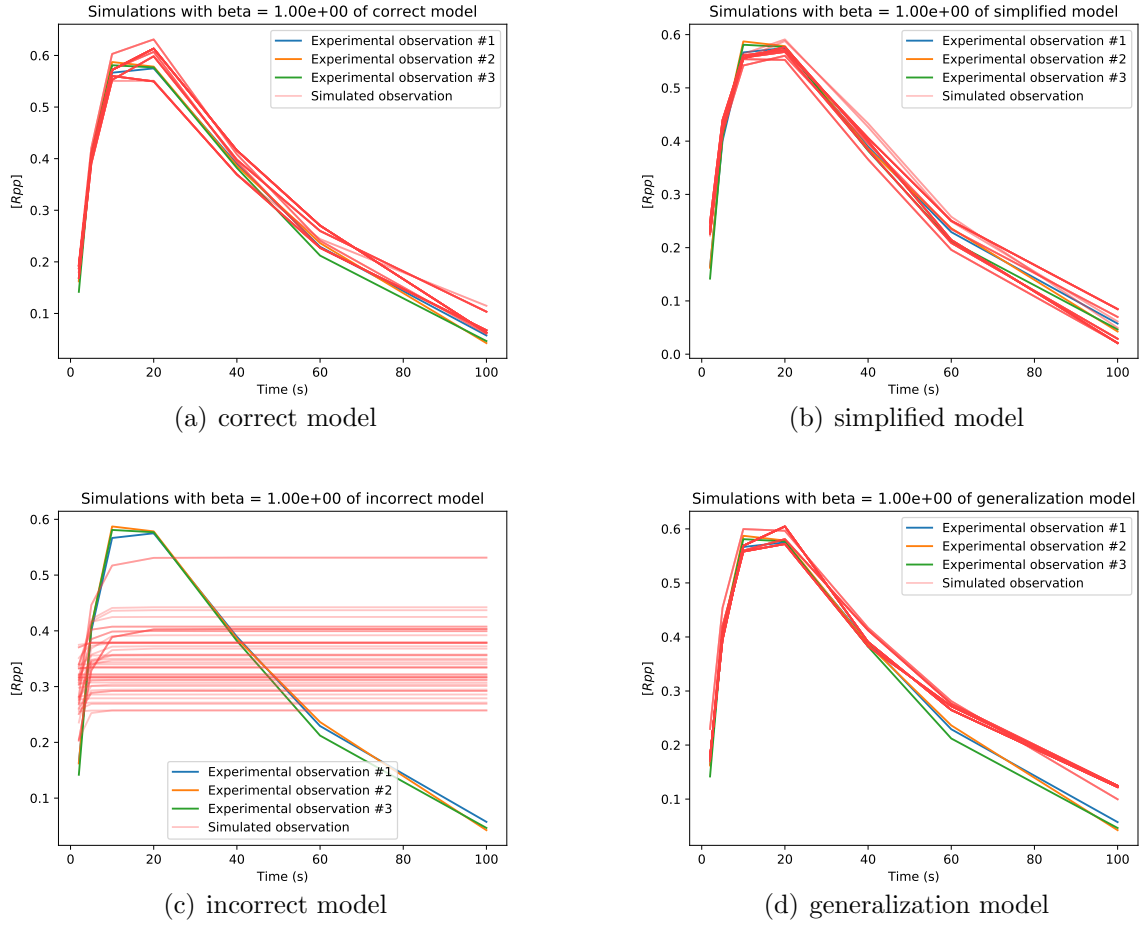 Simulations with beta = 1.00e+00 of correct model
[Rpp]
0.6
0.5
0.4
0.3
0.2
0.1
Experimental observation #1
Experimental observation #2
Experimental observation #3
Simulated observation
0 20 40 60 80 100
Time (s)
(a) correct model
Simulations with beta = 1.00e+00 of simplified model
[Rpp]
0.6
0.5
0.4
0.3
0.2
0.1
0.0
Experimental observation #1
Experimental observation #2
Experimental observation #3
Simulated observation
0 20 40 60 80 100
Time (s)
(b) simplified model
Simulations with beta = 1.00e+00 of incorrect model
[Rpp]
0.6
0.5
0.4
0.3
0.2
0.1
Experimental observation #1
Experimental observation #2
Experimental observation #3
Simulated observation
0 20 40 60 80 100
Time (s)
(c) incorrect model
Simulations with beta = 1.00e+00 of generalization model
[Rpp]
0.6
0.5
0.4
0.3
0.2
0.1
Experimental observation #1
Experimental observation #2
Experimental observation #3
Simulated observation
0 20 40 60 80 100
Time (s)
(d) generalization model